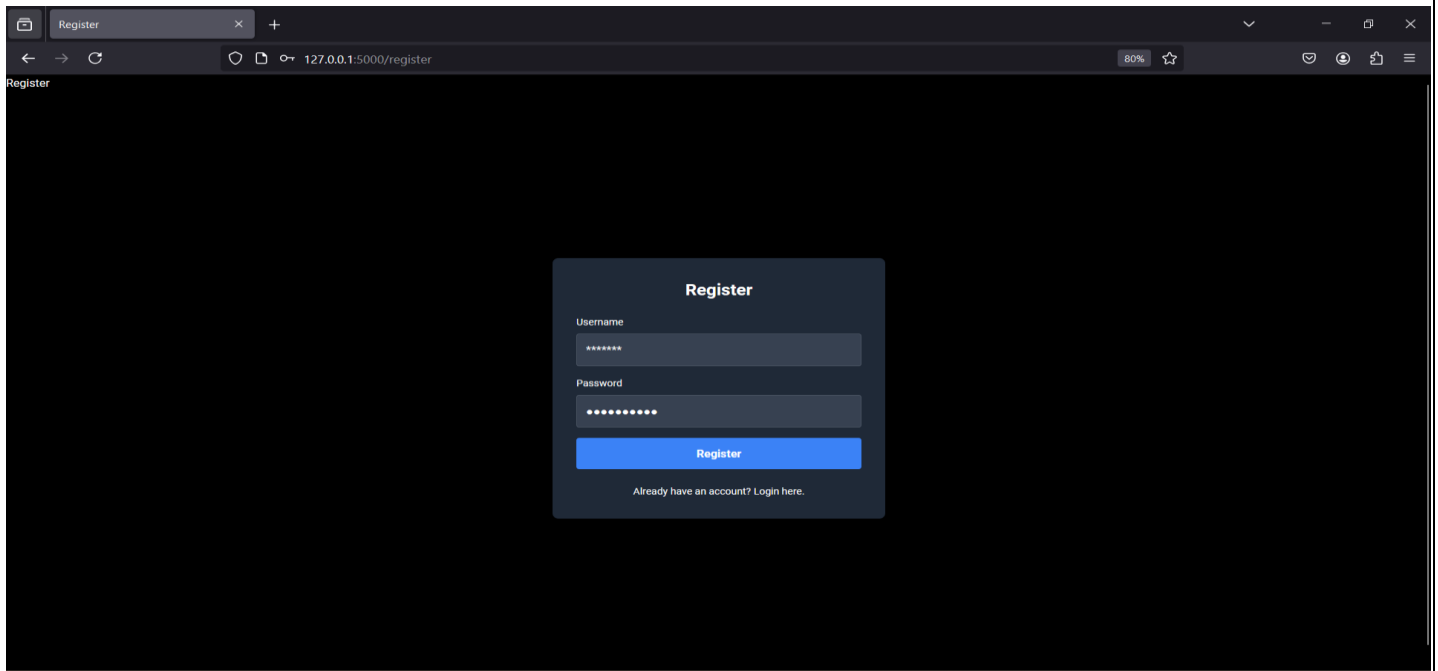 Register
127.0.0.1:5000/register
80%
Register
Register
Username
*******
Password
••••••••••
Register
Already have an account? Login here.